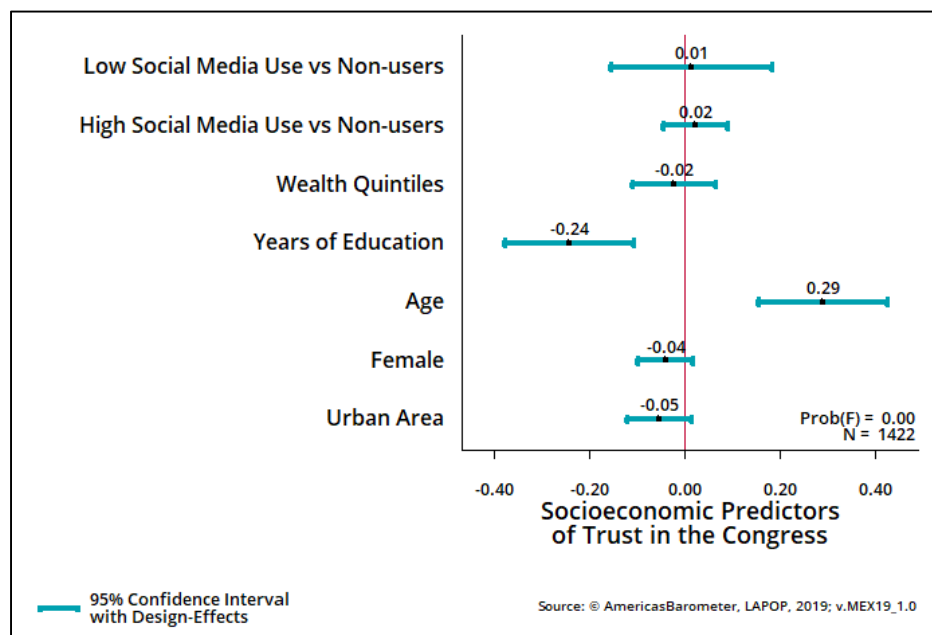 Low Social Media Use vs Non-users
0.01
High Social Media Use vs Non-users
0.02
Wealth Quintiles
-0.02
Years of Education
-0.24
Age
0.29
Female
-0.04
Urban Area
-0.05
Prob(F) = 0.00
N = 1422
-0.40 -0.20 0.00 0.20 0.40
Socioeconomic Predictors
of Trust in the Congress
95% Confidence Interval
with Design-Effects
Source: © AmericasBarometer, LAPOP, 2019; v.MEX19_1.0